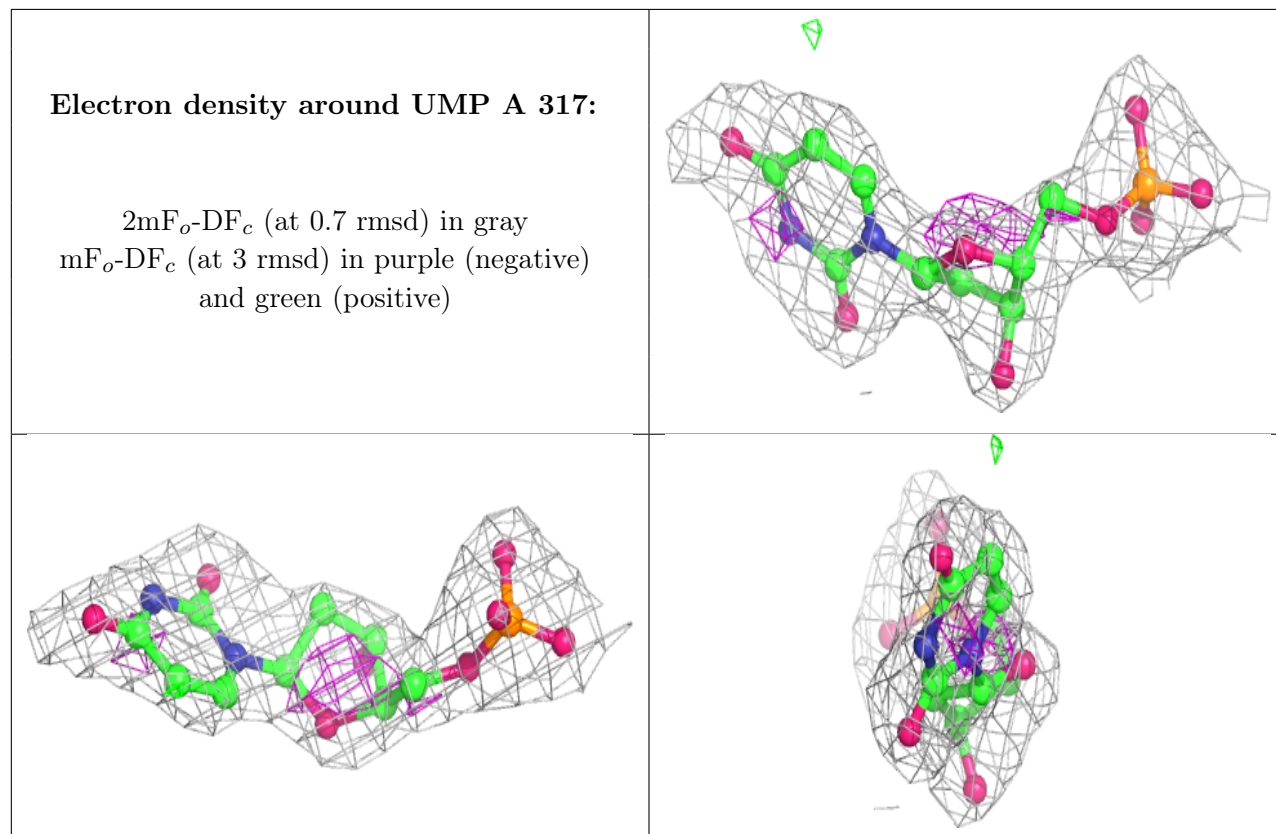 Electron density around UMP A 317:
2mFo-DFc (at 0.7 rmsd) in gray
mFo-DFc (at 3 rmsd) in purple (negative)
and green (positive)